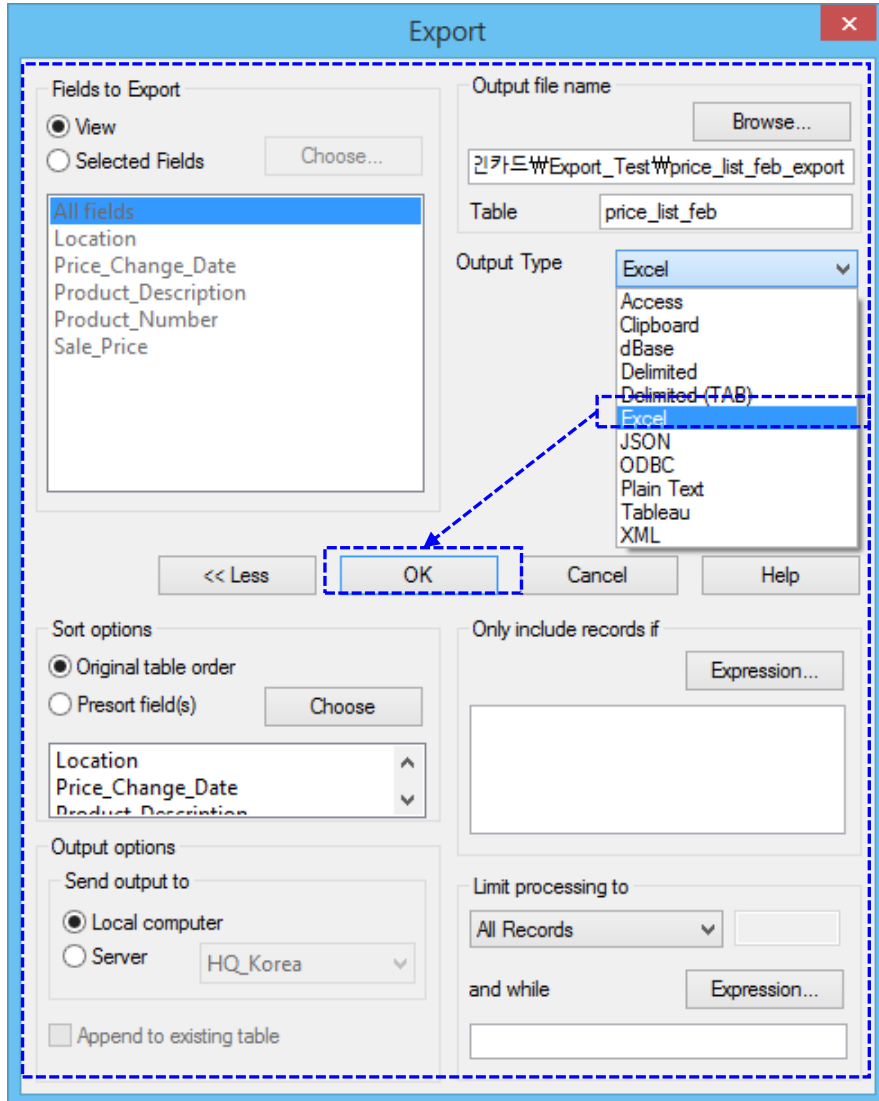 Export
Fields to Export
View
Selected Fields
Choose...
All fields
Location
Price_Change_Date
Product_Description
Product_Number
Sale_Price
Output file name
Browse...
긴카드₩Export_Test₩price_list_feb_export
Table
price_list_feb
Output Type
Excel
Access
Clipboard
dBase
Delimited
Delimited (TAB)
Excel
JSON
ODBC
Plain Text
Tableau
XML
<< Less
OK
Cancel
Help
Sort options
Original table order
Presort field(s)
Choose
Location
Price_Change_Date
Product_Description
Only include records if
Expression...
Output options
Send output to
Local computer
Server
HQ_Korea
Append to existing table
Limit processing to
All Records
and while
Expression...